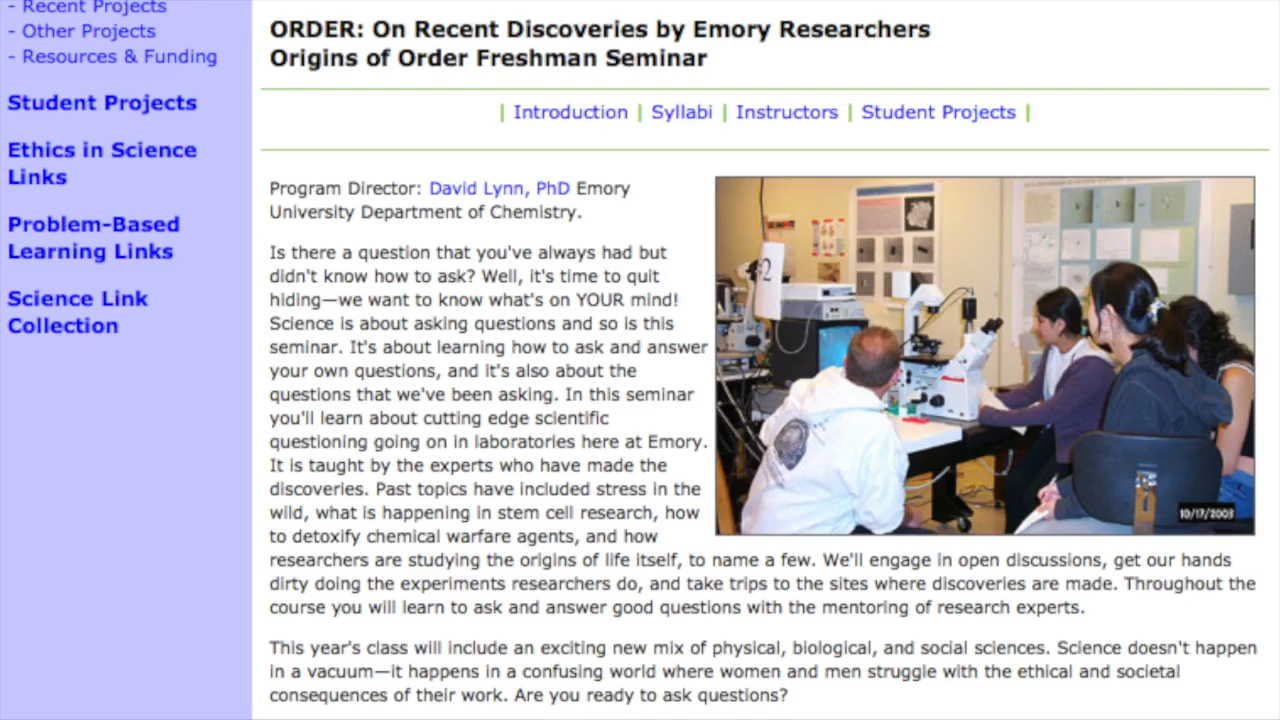 - Recent Projects
- Other Projects
- Resources & Funding
Student Projects
Ethics in Science
Links
Problem-Based
Learning Links
Science Link
Collection
ORDER: On Recent Discoveries by Emory Researchers
Origins of Order Freshman Seminar
| Introduction | Syllabi | Instructors | Student Projects |
Program Director: David Lynn, PhD Emory
University Department of Chemistry.
Is there a question that you've always had but
didn't know how to ask? Well, it's time to quit
hiding—we want to know what's on YOUR mind!
Science is about asking questions and so is this
seminar. It's about learning how to ask and answer
your own questions, and it's also about the
questions that we've been asking. In this seminar
you'll learn about cutting edge scientific
questioning going on in laboratories here at Emory.
It is taught by the experts who have made the
discoveries. Past topics have included stress in the
wild, what is happening in stem cell research, how
to detoxify chemical warfare agents, and how
researchers are studying the origins of life itself, to name a few. We'll engage in open discussions, get our hands
dirty doing the experiments researchers do, and take trips to the sites where discoveries are made. Throughout the
course you will learn to ask and answer good questions with the mentoring of research experts.
This year's class will include an exciting new mix of physical, biological, and social sciences. Science doesn't happen
in a vacuum—it happens in a confusing world where women and men struggle with the ethical and societal
consequences of their work. Are you ready to ask questions?
2
10/17/2003